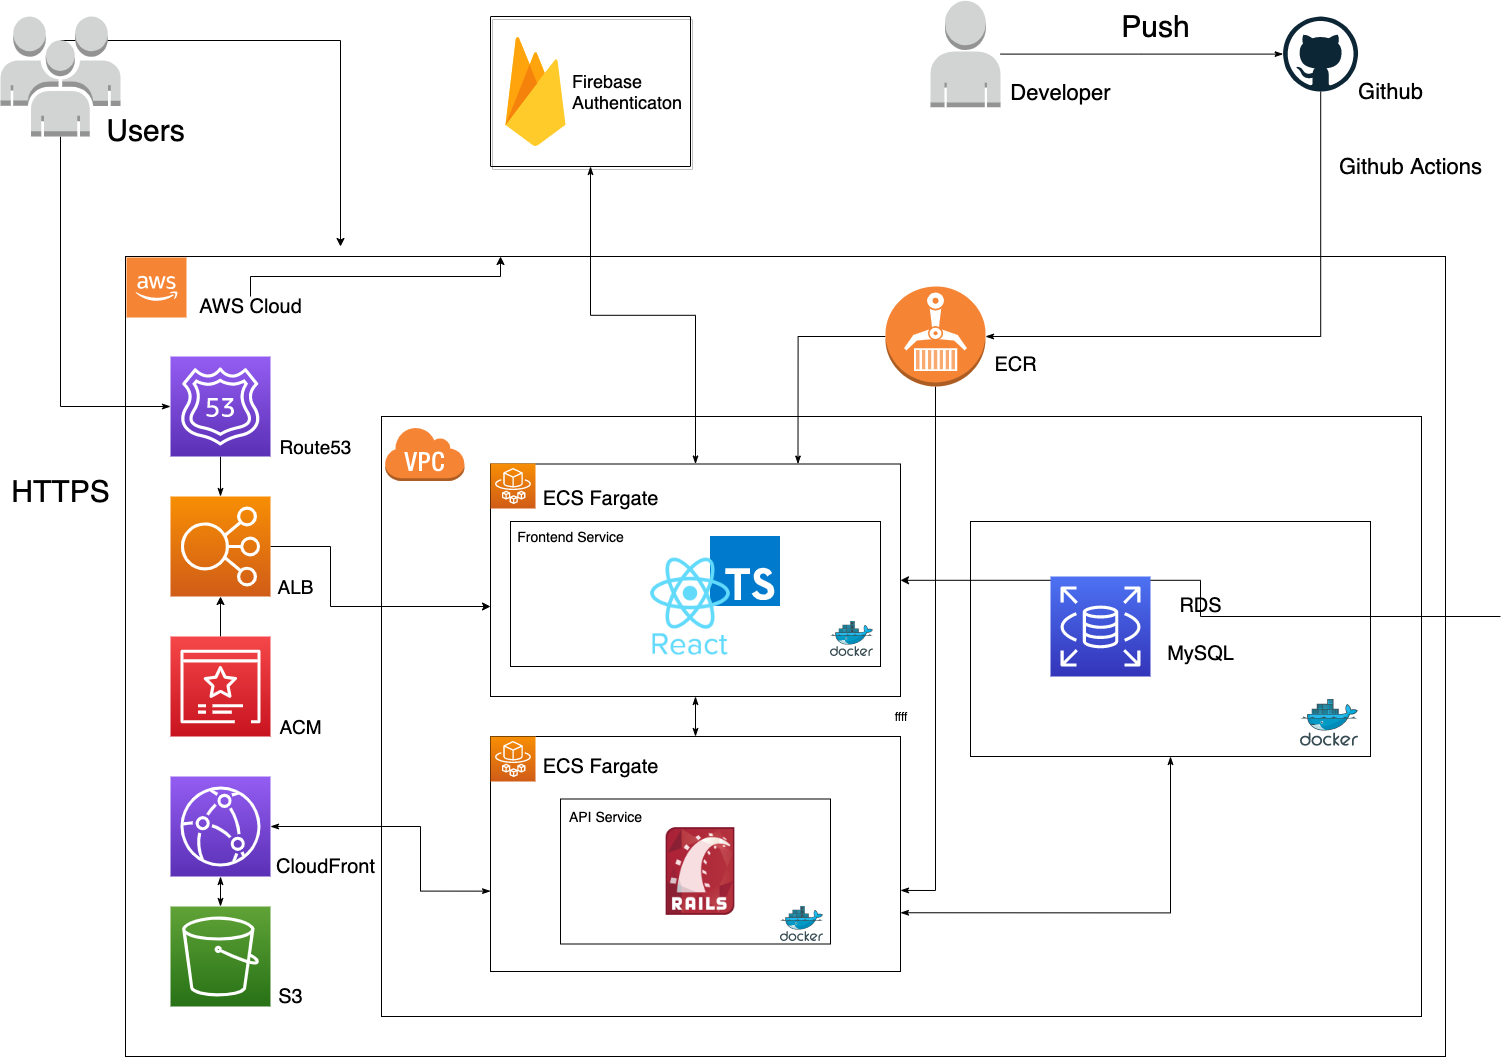 Push
Users
Firebase
Authenticaton
Developer
Github
Github Actions
aws
AWS Cloud
ECR
53
Route53
VPC
HTTPS
ECS Fargate
Frontend Service
TS
React
docker
ALB
RDS
MySQL
docker
ACM
ffff
ECS Fargate
API Service
RAILS
docker
CloudFront
S3